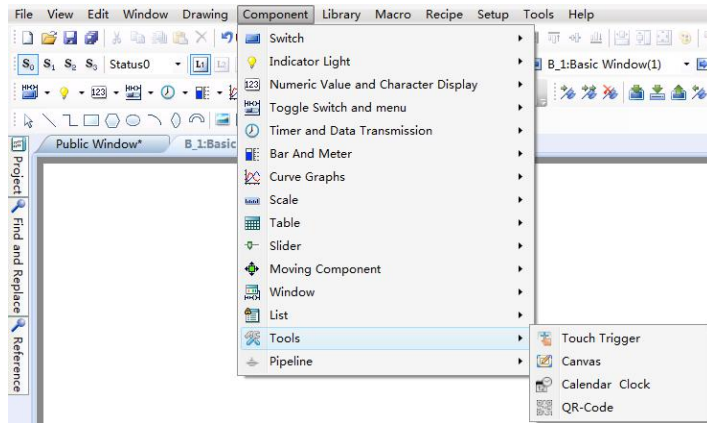 File View Edit Window Drawing Component Library Macro Recipe Setup Tools Help
S0 S1 S2 S3 Status0 L1 B_1:Basic Window(1)
123
Public Window* B_1:Basic
Project
Find and Replace
Reference
Switch
Indicator Light
123 Numeric Value and Character Display
Toggle Switch and menu
Timer and Data Transmission
Bar And Meter
Curve Graphs
Scale
Table
Slider
Moving Component
Window
List
Tools
Pipeline
Touch Trigger
Canvas
Calendar Clock
QR-Code